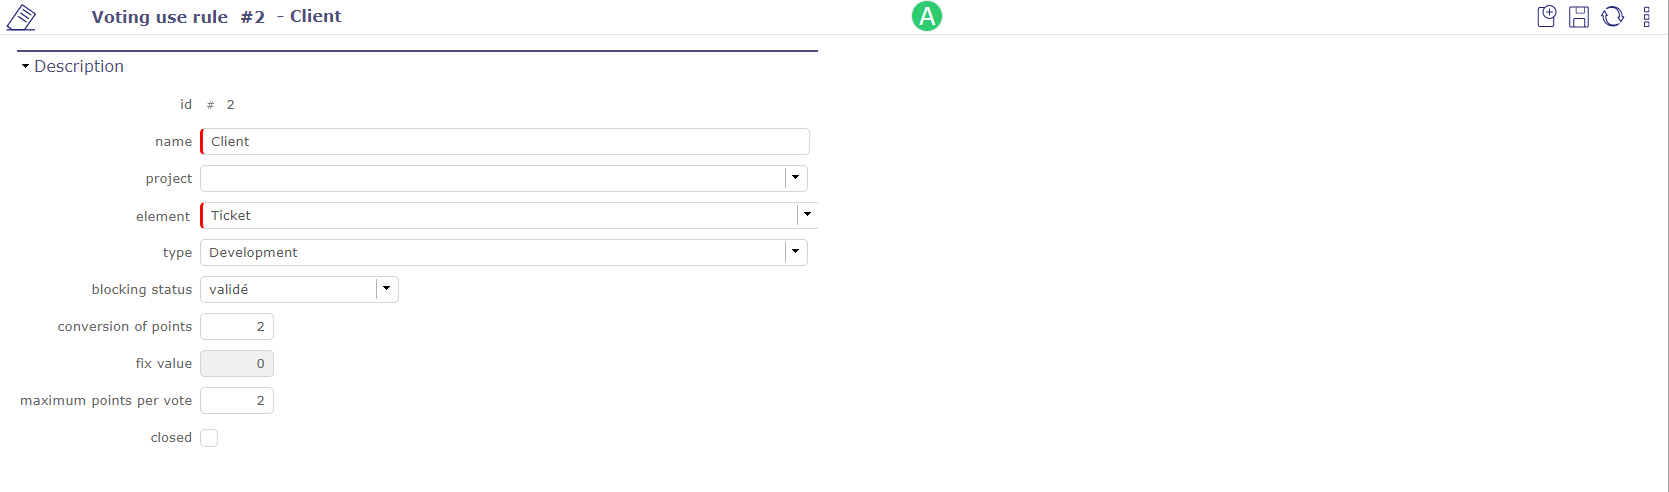 Voting use rule #2 - Client
A
Description
id # 2
name Client
project
element Ticket
type Development
blocking status validé
conversion of points 2
fix value 0
maximum points per vote 2
closed